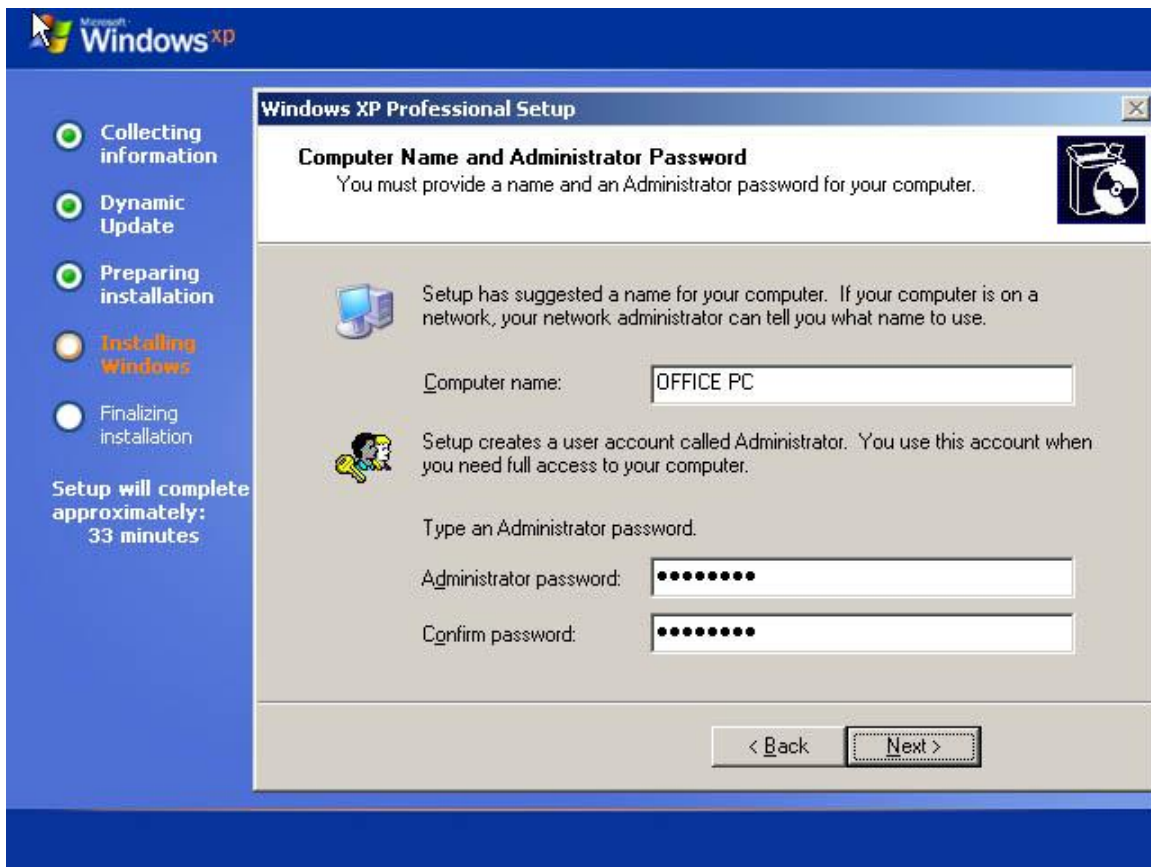 Microsoft
Windows xp
Collecting
information
Dynamic
Update
Preparing
installation
Installing
Windows
Finalizing
installation
Setup will complete
approximately:
33 minutes
Windows XP Professional Setup
Computer Name and Administrator Password
You must provide a name and an Administrator password for your computer.
Setup has suggested a name for your computer.  If your computer is on a
network, your network administrator can tell you what name to use.
Computer name: OFFICE PC
Setup creates a user account called Administrator.  You use this account when
you need full access to your computer.
Type an Administrator password.
Administrator password: ••••••••
Confirm password: ••••••••
< Back Next >